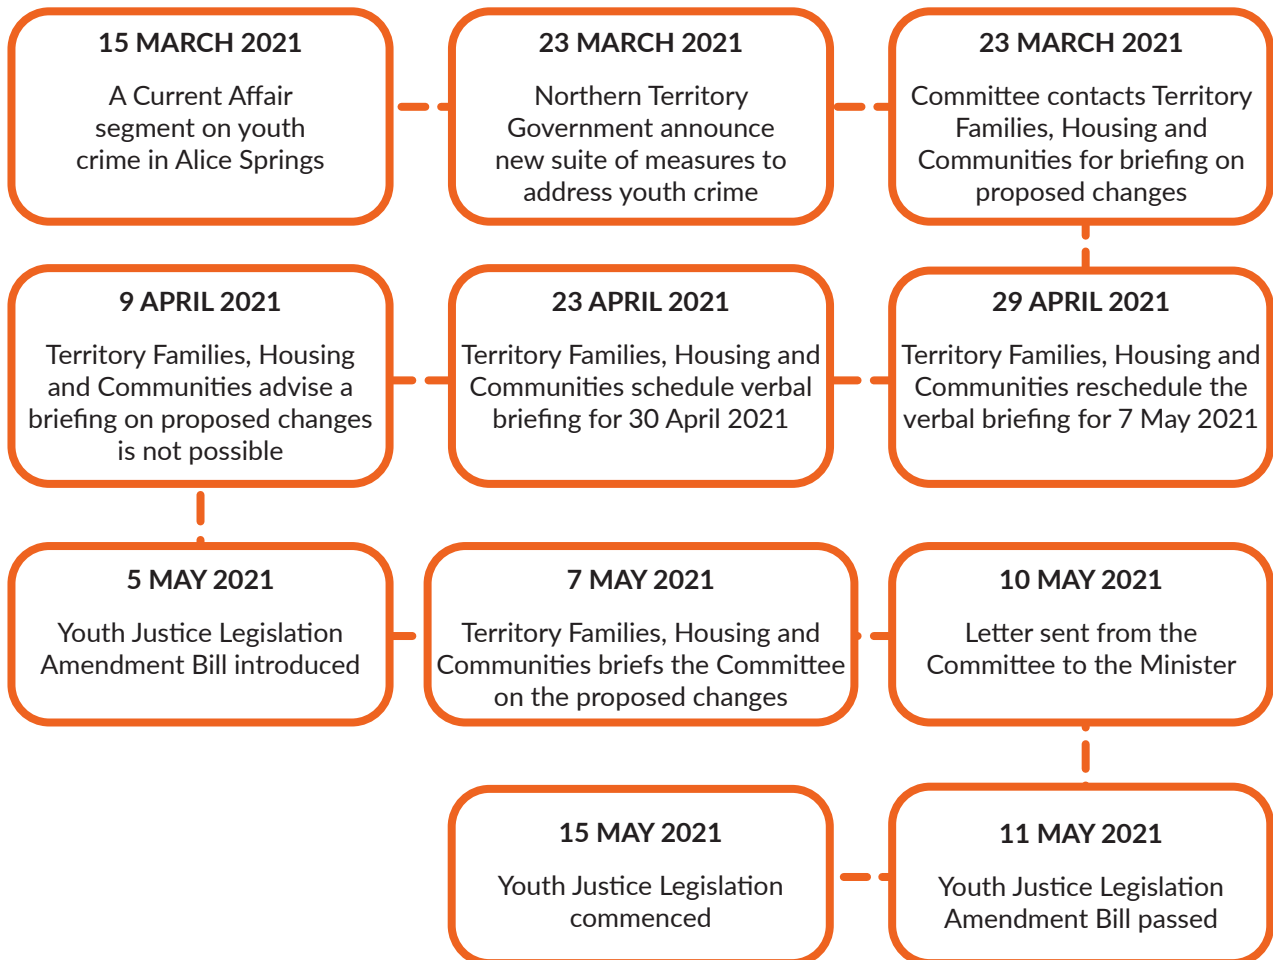 15 MARCH 2021
A Current Affair
segment on youth
crime in Alice Springs
23 MARCH 2021
Northern Territory
Government announce
new suite of measures to
address youth crime
23 MARCH 2021
Committee contacts Territory
Families, Housing and
Communities for briefing on
proposed changes
9 APRIL 2021
Territory Families, Housing
and Communities advise a
briefing on proposed changes
is not possible
23 APRIL 2021
Territory Families, Housing and
Communities schedule verbal
briefing for 30 April 2021
29 APRIL 2021
Territory Families, Housing and
Communities reschedule the
verbal briefing for 7 May 2021
5 MAY 2021
Youth Justice Legislation
Amendment Bill introduced
7 MAY 2021
Territory Families, Housing and
Communities briefs the Committee
on the proposed changes
10 MAY 2021
Letter sent from the
Committee to the Minister
15 MAY 2021
Youth Justice Legislation
commenced
11 MAY 2021
Youth Justice Legislation
Amendment Bill passed